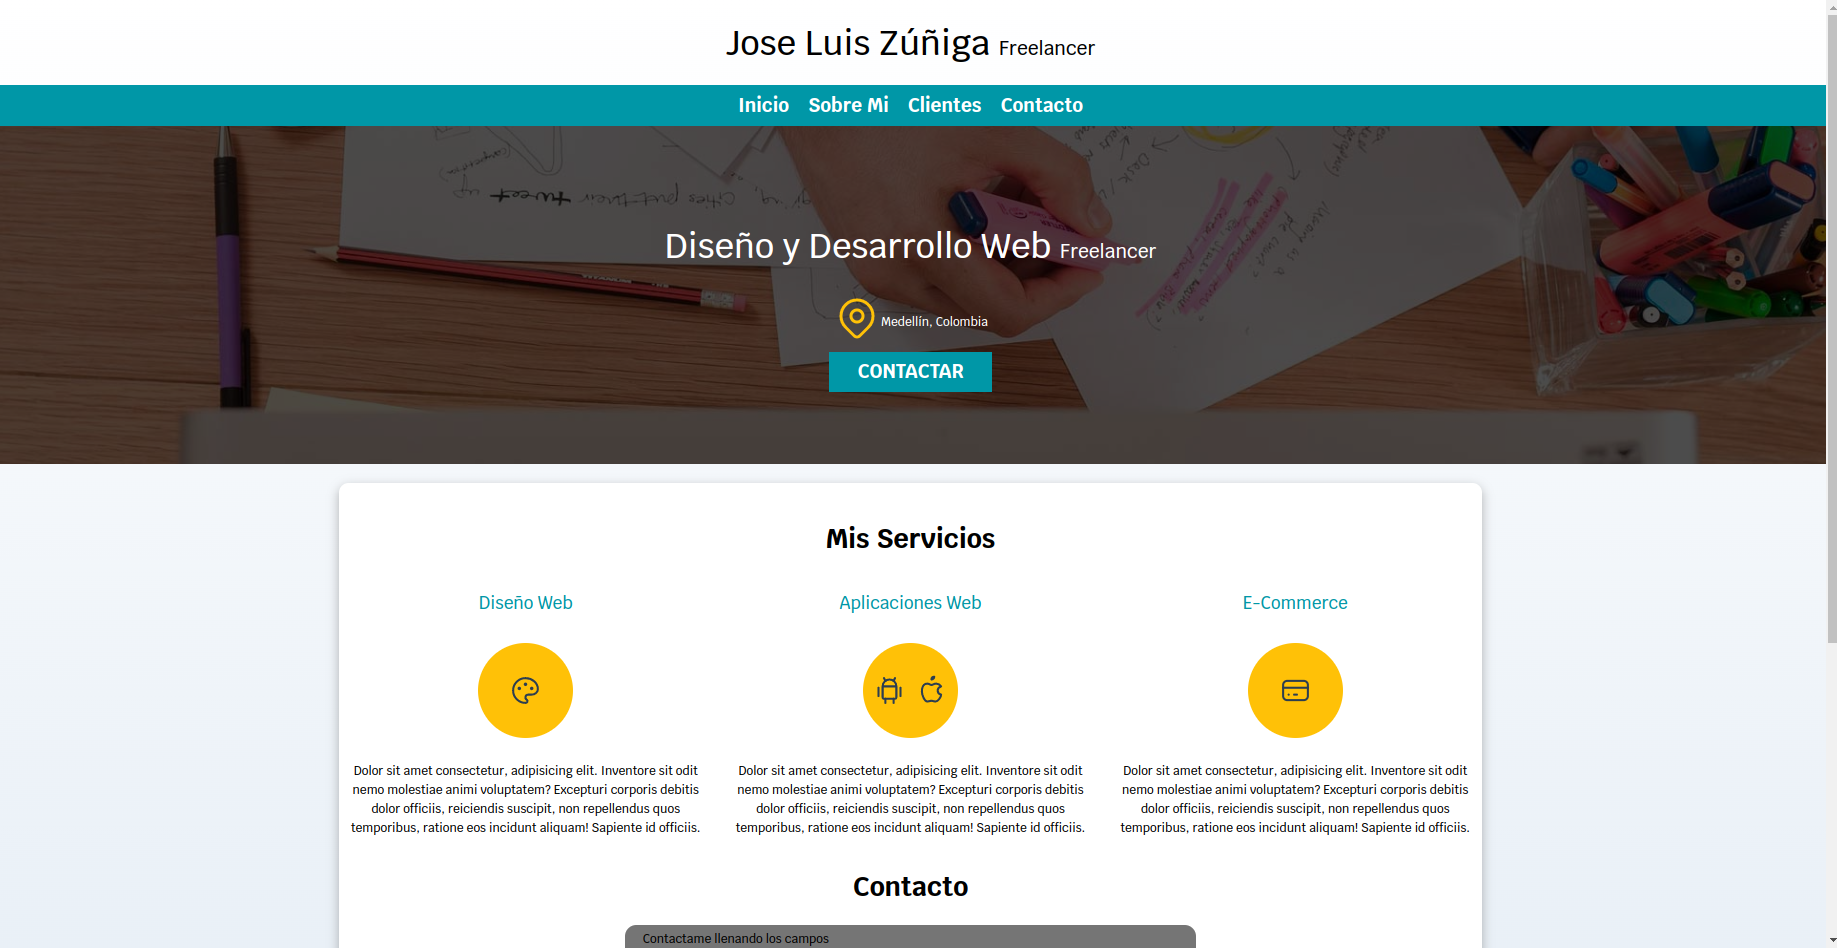 Jose Luis Zúñiga Freelancer
Inicio Sobre Mi Clientes Contacto
Diseño y Desarrollo Web Freelancer
Medellín, Colombia
CONTACTAR
Mis Servicios
Diseño Web
Aplicaciones Web
E-Commerce
Dolor sit amet consectetur, adipisicing elit. Inventore sit odit
nemo molestiae animi voluptatem? Excepturi corporis debitis
dolor officiis, reiciendis suscipit, non repellendus quos
temporibus, ratione eos incidunt aliquam! Sapiente id officiis.
Dolor sit amet consectetur, adipisicing elit. Inventore sit odit
nemo molestiae animi voluptatem? Excepturi corporis debitis
dolor officiis, reiciendis suscipit, non repellendus quos
temporibus, ratione eos incidunt aliquam! Sapiente id officiis.
Dolor sit amet consectetur, adipisicing elit. Inventore sit odit
nemo molestiae animi voluptatem? Excepturi corporis debitis
dolor officiis, reiciendis suscipit, non repellendus quos
temporibus, ratione eos incidunt aliquam! Sapiente id officiis.
Contacto
Contactame llenando los campos